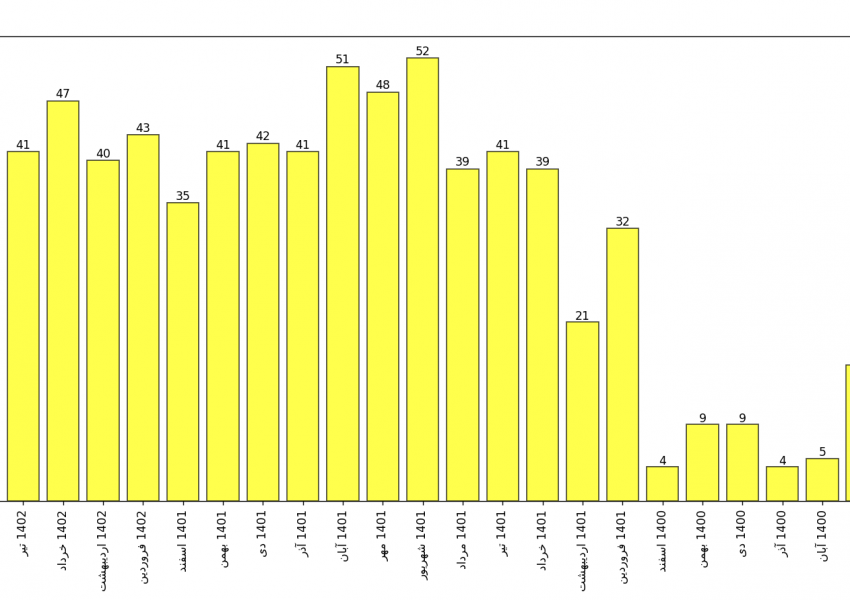 41
47
40
43
35
41
42
41
51
48
52
39
41
39
21
32
4
9
9
4
5
تیر 1402
خرداد 1402
اردیبهشت 1402
فروردین 1402
اسفند 1401
بهمن 1401
دی 1401
آذر 1401
آبان 1401
مهر 1401
شهریور 1401
مرداد 1401
تیر 1401
خرداد 1401
اردیبهشت 1401
فروردین 1401
اسفند 1400
بهمن 1400
دی 1400
آذر 1400
آبان 1400